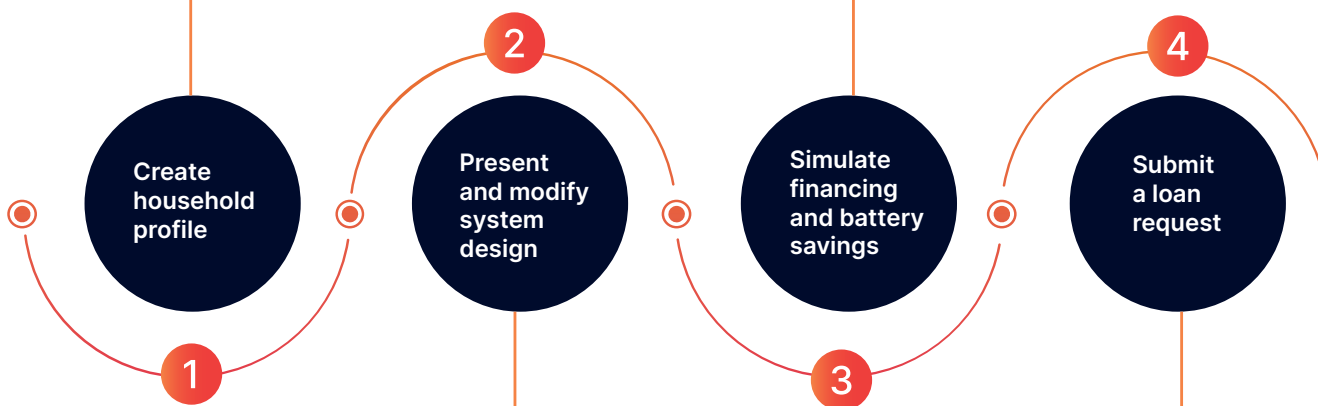 1
Create
household
profile
2
Present
and modify
system
design
3
Simulate
financing
and battery
savings
4
Submit
a loan
request